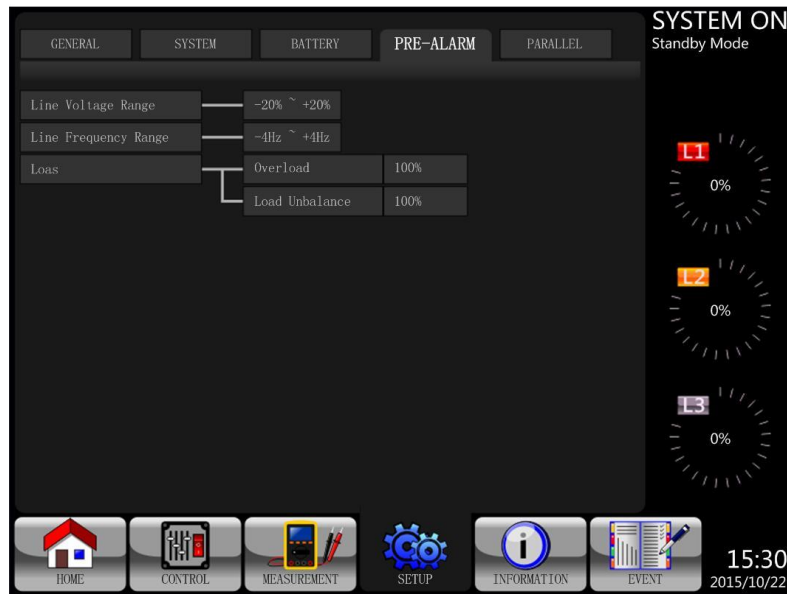 GENERAL SYSTEM BATTERY PRE-ALARM PARALLEL
SYSTEM ON
Standby Mode
Line Voltage Range -20% ~ +20%
Line Frequency Range -4Hz ~ +4Hz
Loas Overload 100%
Load Unbalance 100%
L1
0%
L2
0%
L3
0%
HOME CONTROL MEASUREMENT SETUP INFORMATION EVENT
15:30
2015/10/22